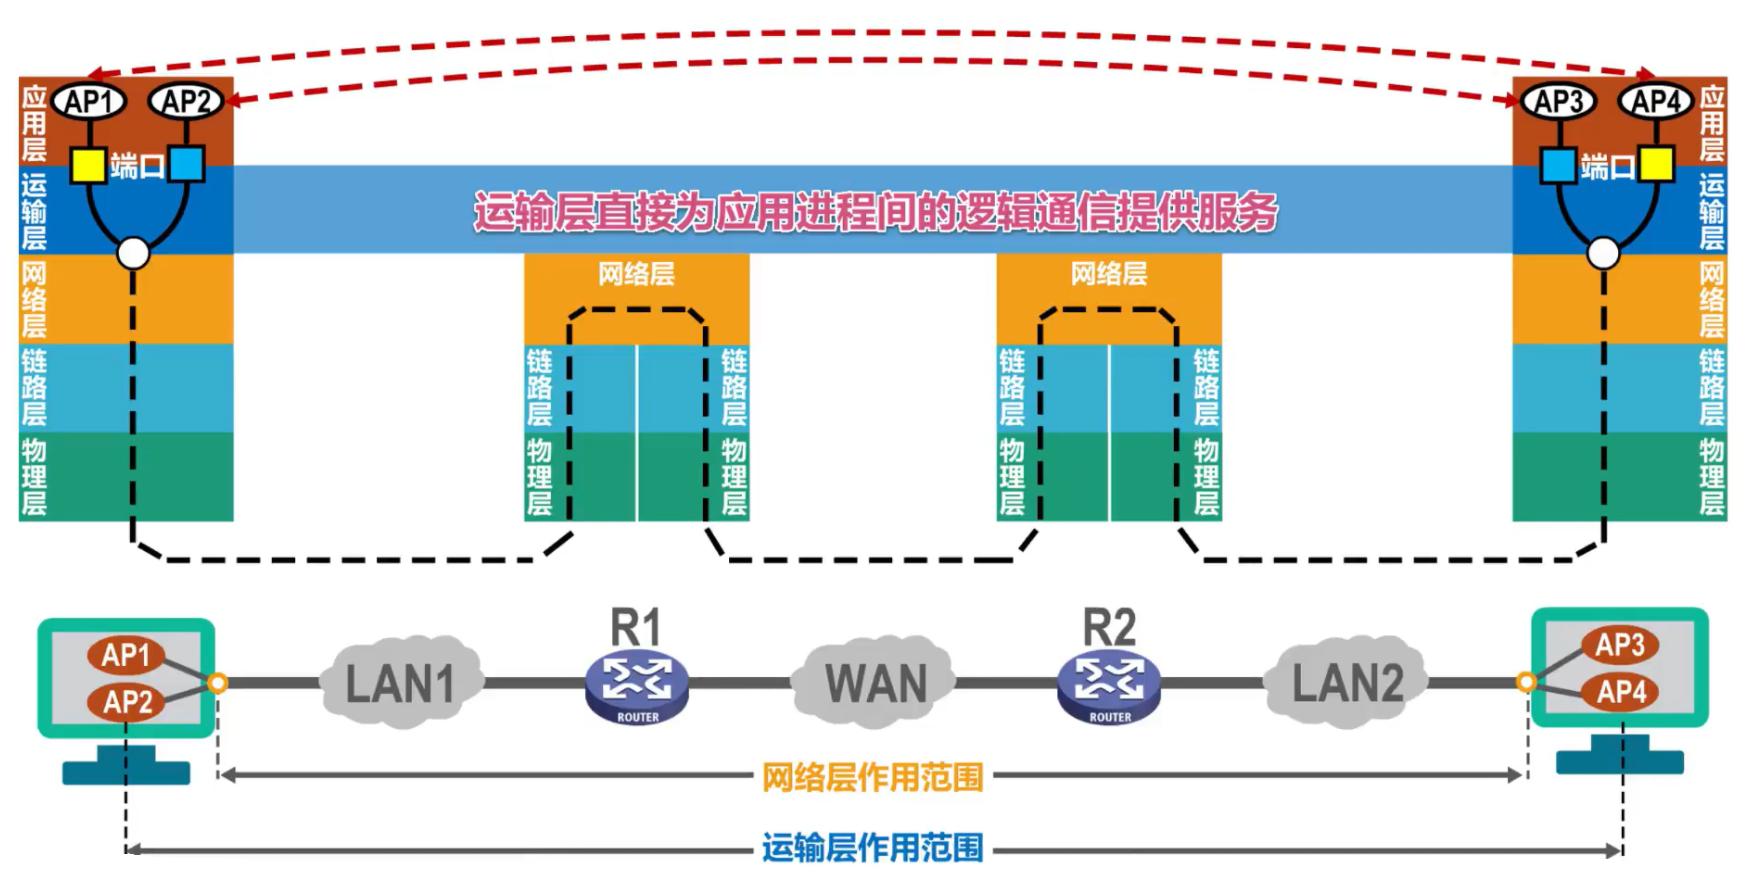 应用层
AP1
AP2
端口
运输层
网络层
链路层
物理层
运输层直接为应用进程间的逻辑通信提供服务
网络层
链路层
链路层
物理层
物理层
网络层
链路层
链路层
物理层
物理层
AP3
AP4
应用层
端口
运输层
网络层
链路层
物理层
AP1
AP2
LAN1
R1
ROUTER
WAN
R2
ROUTER
LAN2
AP3
AP4
网络层作用范围
运输层作用范围